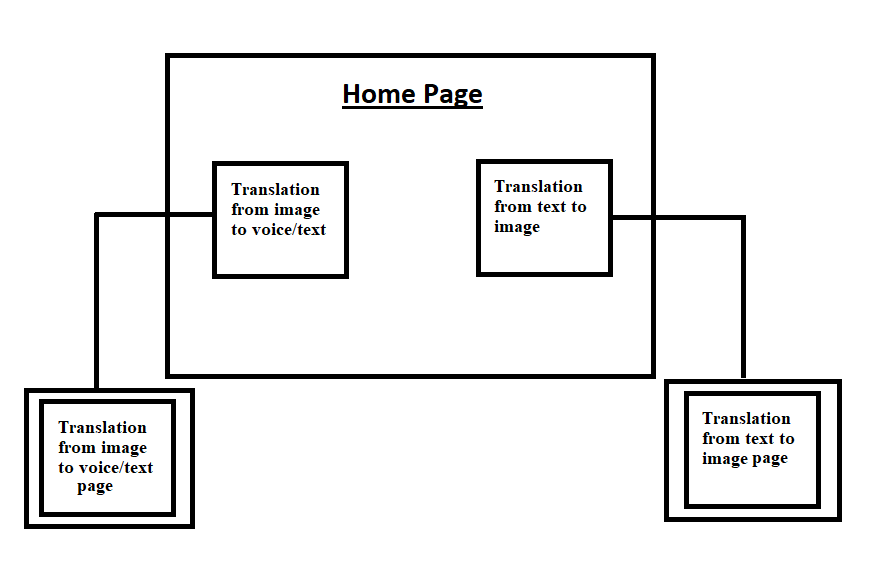 Home Page
Translation
from image
to voice/text
Translation
from text to
image
Translation
from image
to voice/text
page
Translation
from text to
image page